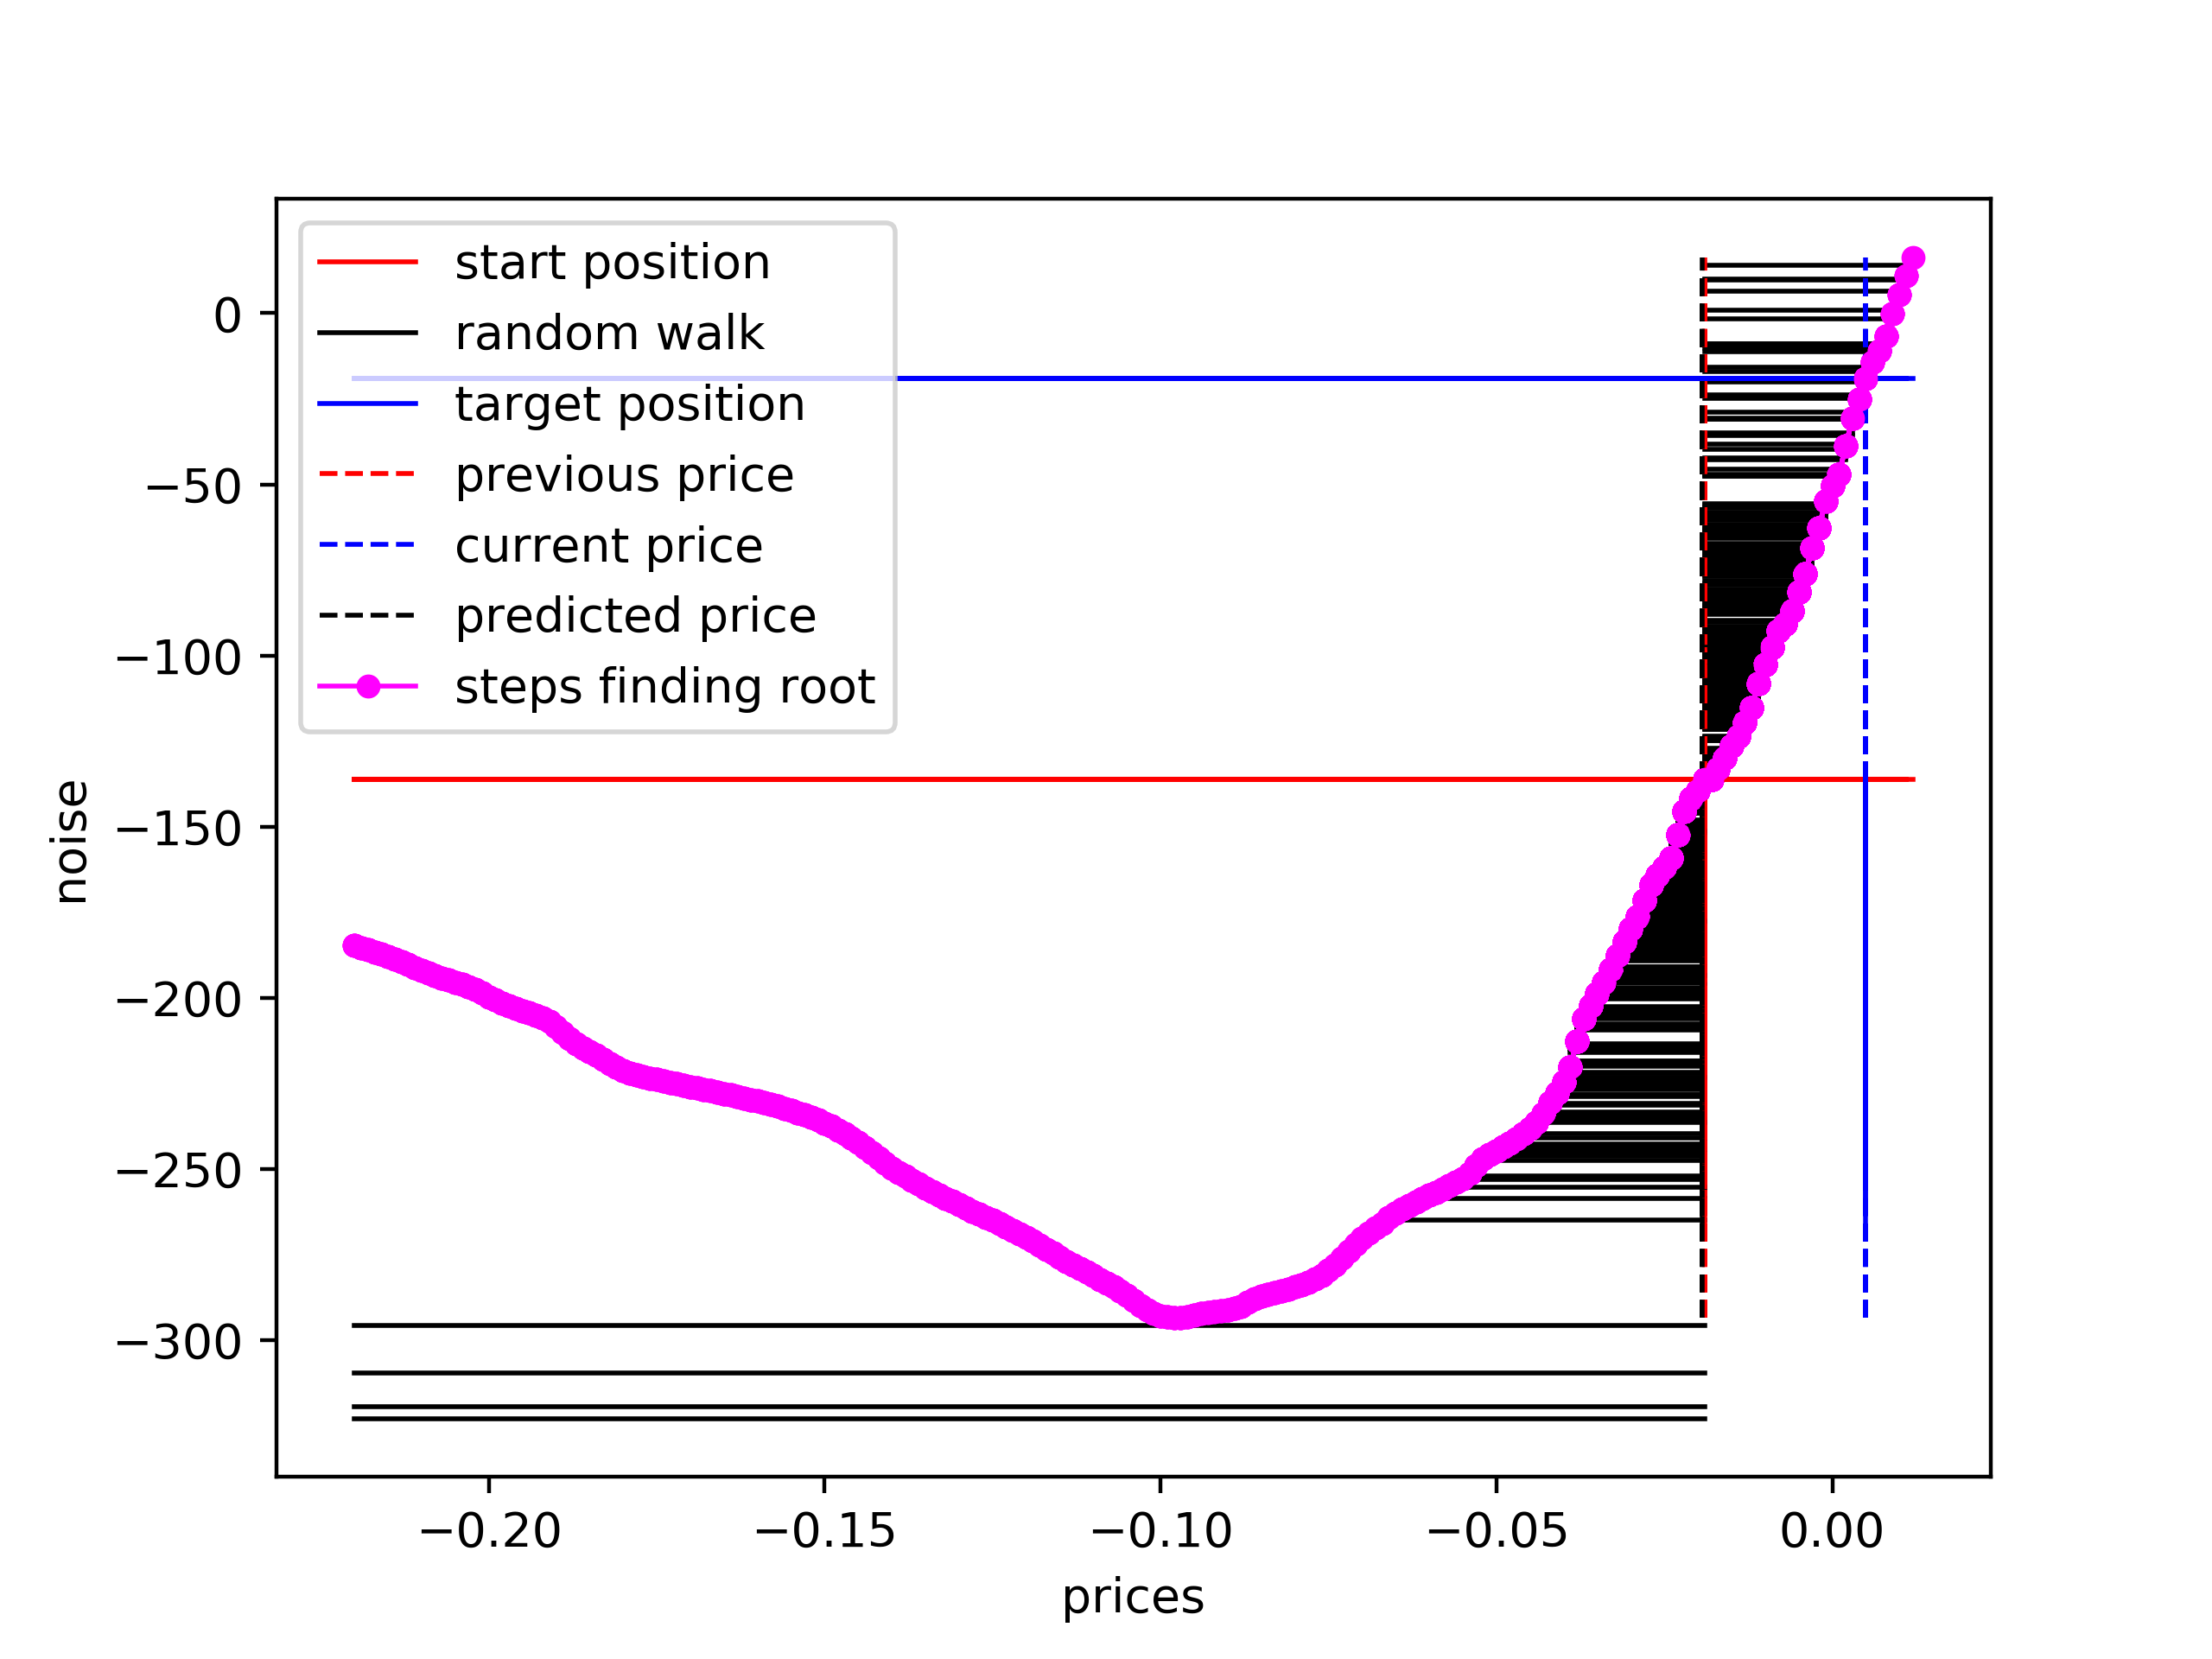 start position
random walk
target position
previous price
current price
predicted price
steps finding root
0
−50
−100
−150
−200
−250
−300
noise
−0.20 −0.15 −0.10 −0.05 0.00
prices